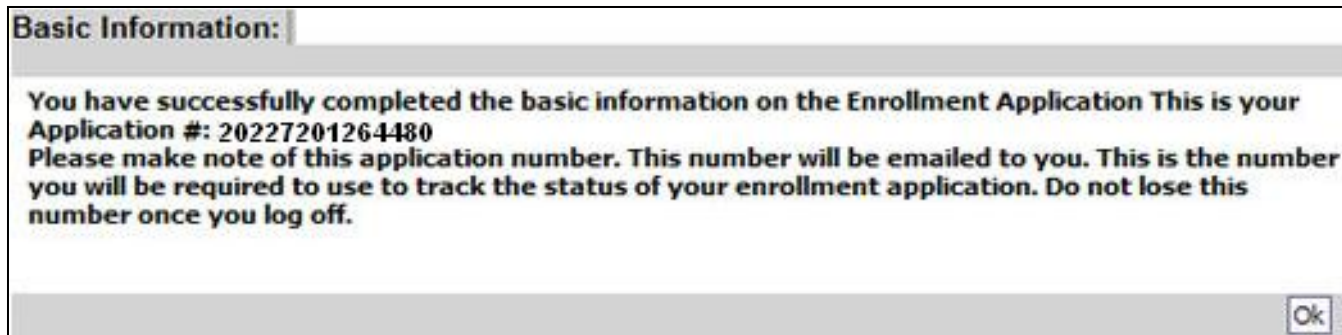 Basic Information:
You have successfully completed the basic information on the Enrollment Application This is your
Application #: 20227201264480
Please make note of this application number. This number will be emailed to you. This is the number
you will be required to use to track the status of your enrollment application. Do not lose this
number once you log off.
Ok